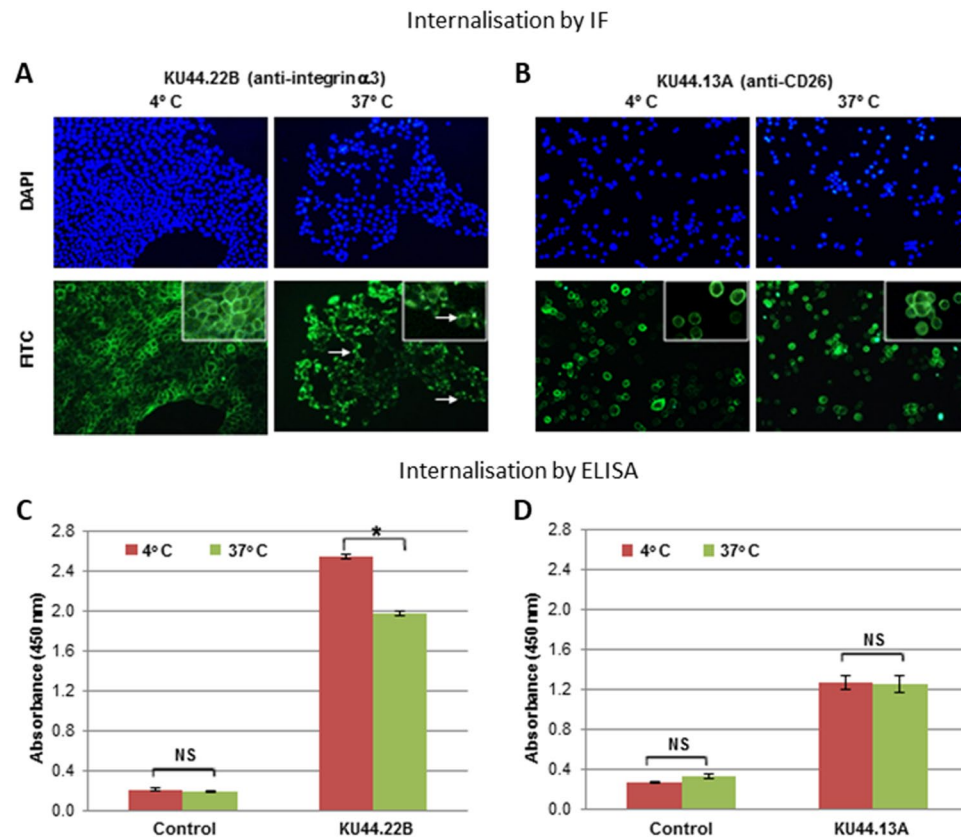 Internalisation by IF
A
KU44.22B (anti-integrin α3)
4° C 37° C
B
KU44.13A (anti-CD26)
4° C 37° C
DAPI
FITC
Internalisation by ELISA
C
Absorbance (450 nm)
2.8
2.4
2.0
1.6
1.2
0.8
0.4
0.0
4° C 37° C
*
NS
Control KU44.22B
D
Absorbance (450 nm)
2.8
2.4
2.0
1.6
1.2
0.8
0.4
0.0
4° C 37° C
NS
NS
Control KU44.13A